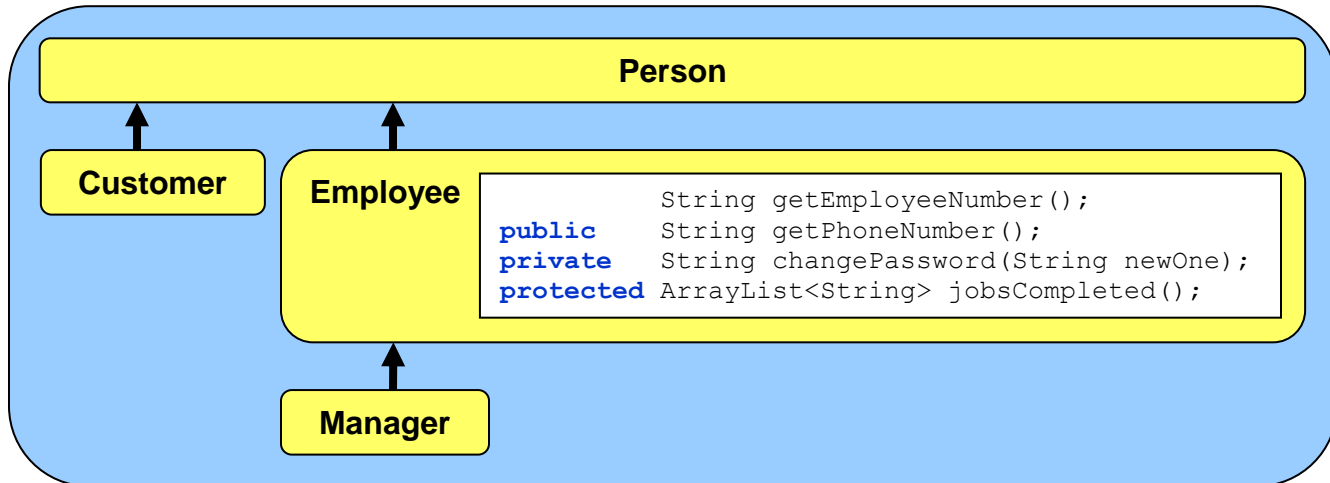 Person
Customer
Employee
String getEmployeeNumber();
public String getPhoneNumber();
private String changePassword(String newOne);
protected ArrayList<String> jobsCompleted();
Manager